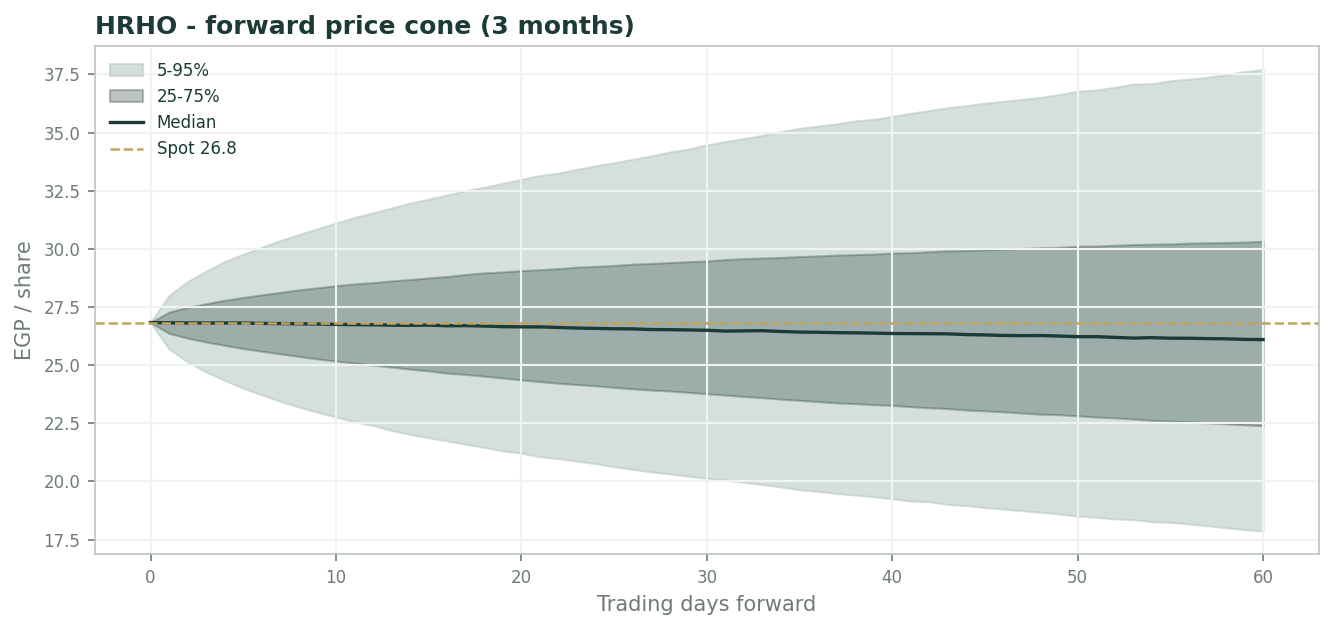 HRHO - forward price cone (3 months)
5-95%
25-75%
Median
Spot 26.8
EGP / share
37.5
35.0
32.5
30.0
27.5
25.0
22.5
20.0
17.5
0 10 20 30 40 50 60
Trading days forward